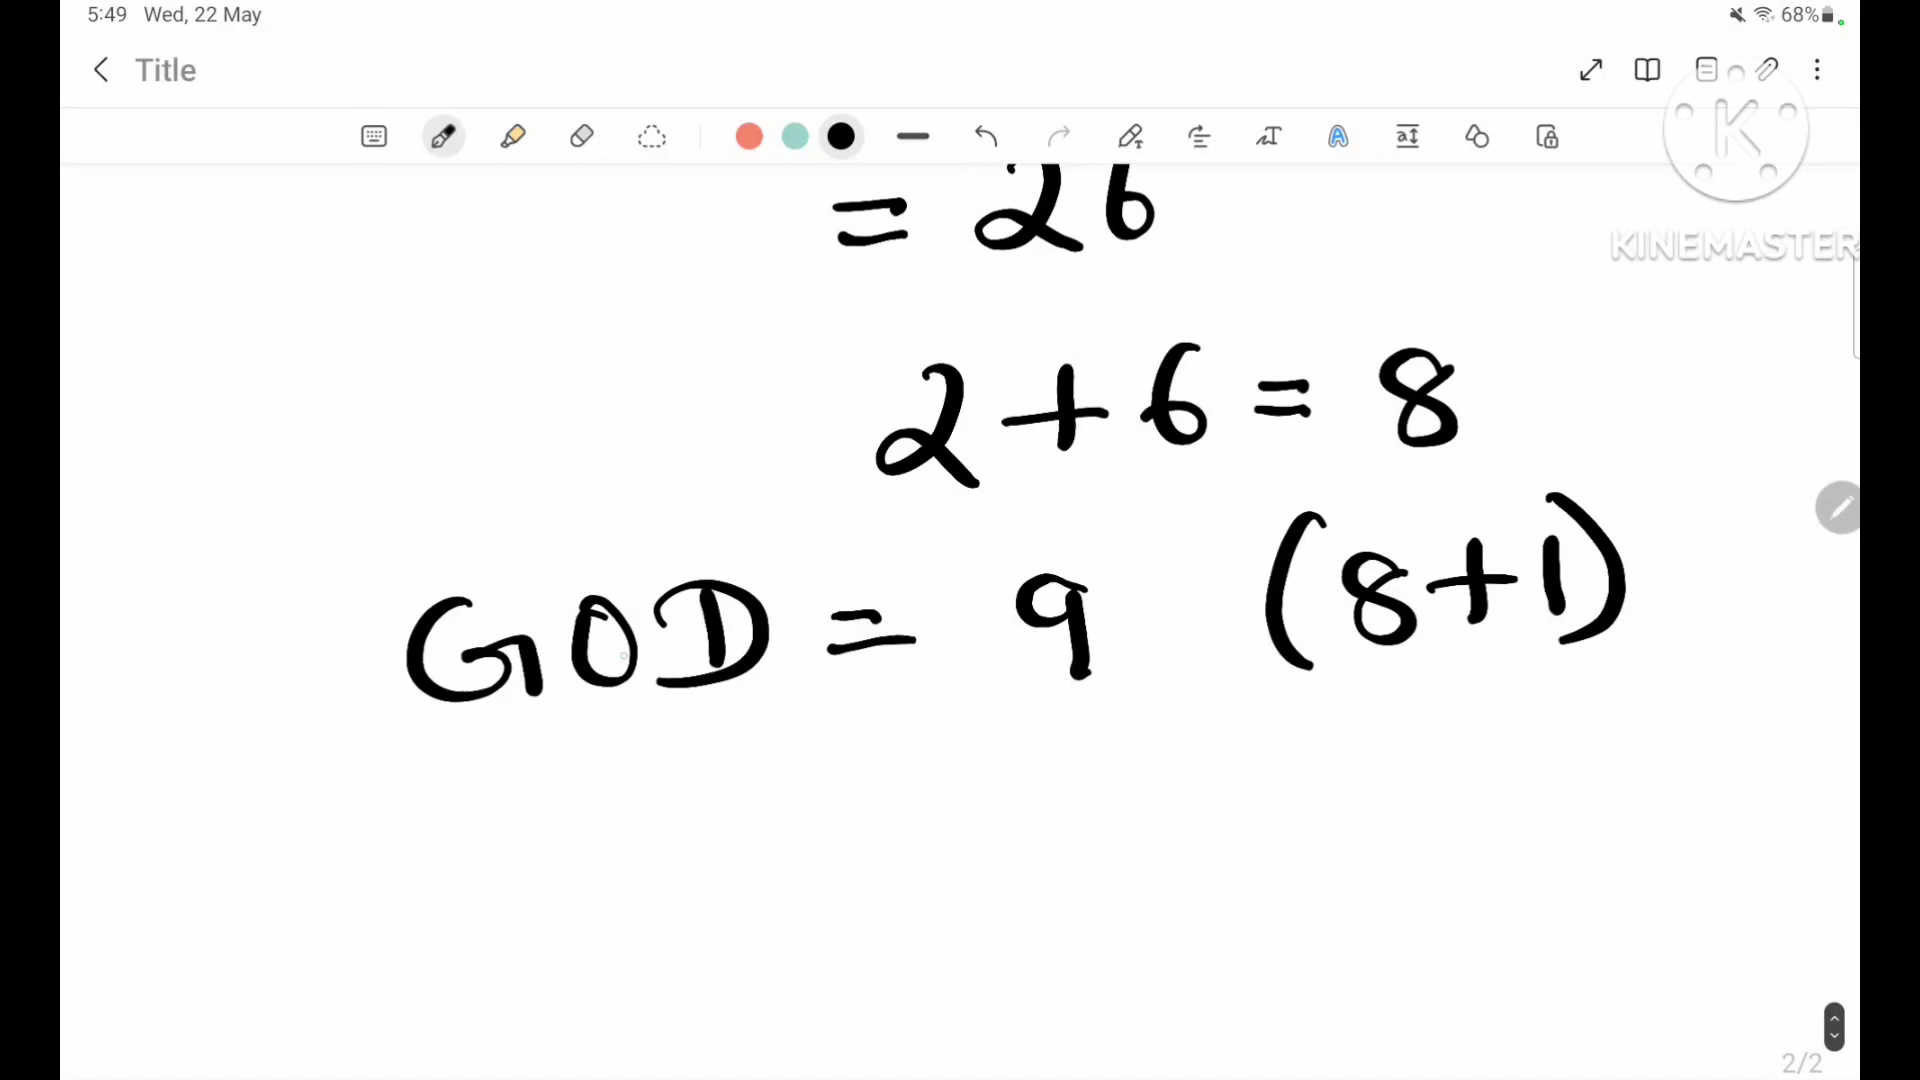 5:49 Wed, 22 May 68%
Title
KINEMASTER
= 26
2+6 = 8
GOD = 9 (8+1)
2/2